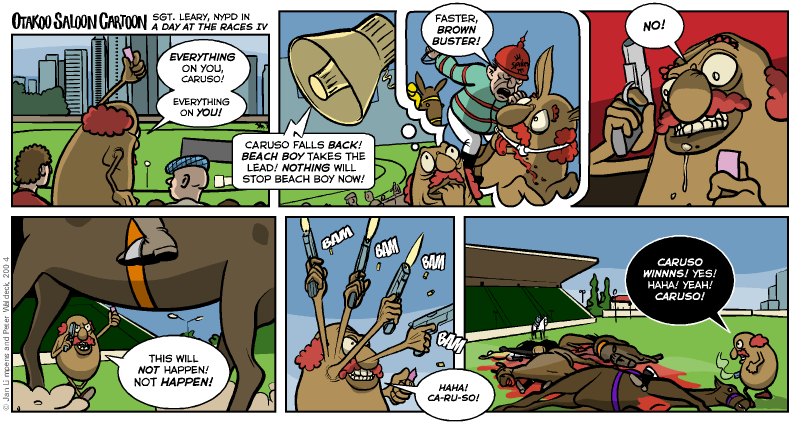 OTAKOO SALOON CARTOON
SGT. LEARY, NYPD IN
A DAY AT THE RACES IV
EVERYTHING
ON YOU,
CARUSO!
EVERYTHING
ON YOU!
CARUSO FALLS BACK!
BEACH BOY TAKES THE
LEAD! NOTHING WILL
STOP BEACH BOY NOW!
FASTER,
BROWN
BUSTER!
NO!
THIS WILL
NOT HAPPEN!
NOT HAPPEN!
BAM
BAM
BAM
BAM
HAHA!
CA-RU-SO!
CARUSO
WINNNS! YES!
HAHA! YEAH!
CARUSO!
© Jan Limpens and Peter Waldeck, 2004